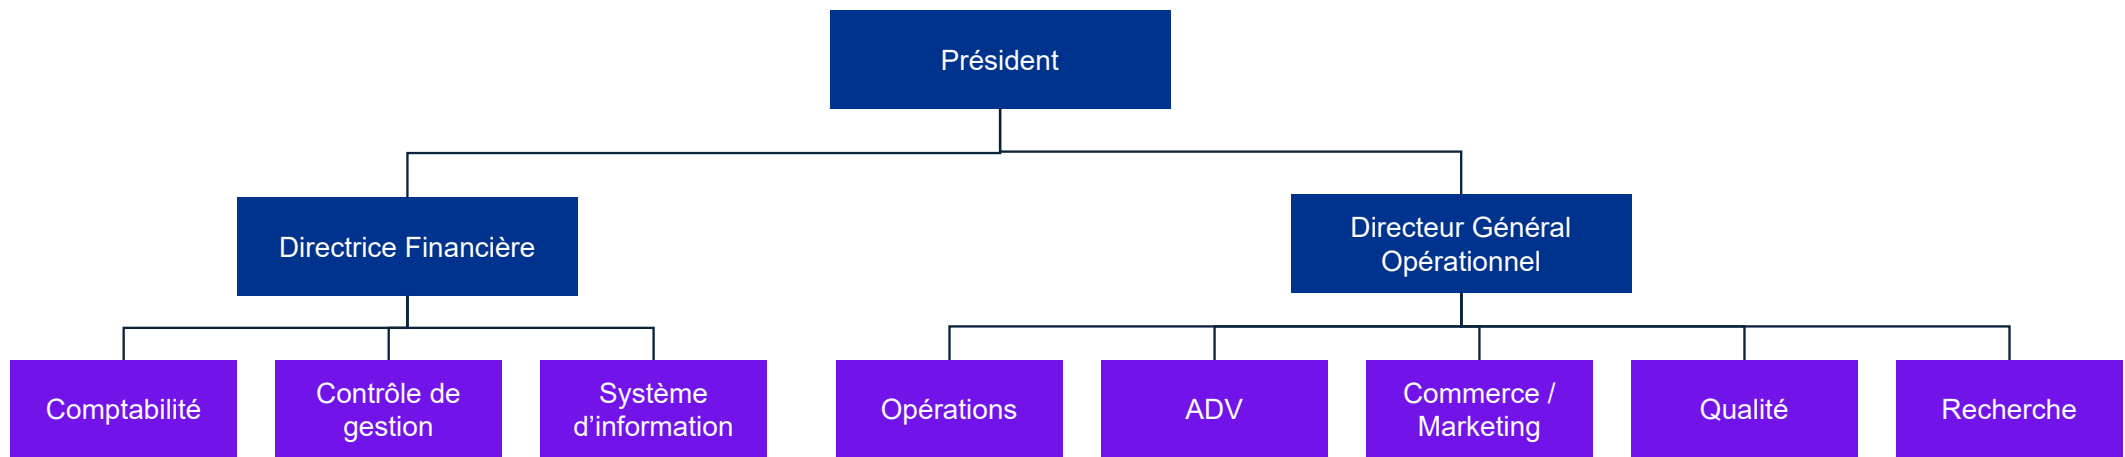 Président
Directrice Financière
Directeur Général
Opérationnel
Comptabilité
Contrôle de
gestion
Système
d’information
Opérations
ADV
Commerce /
Marketing
Qualité
Recherche